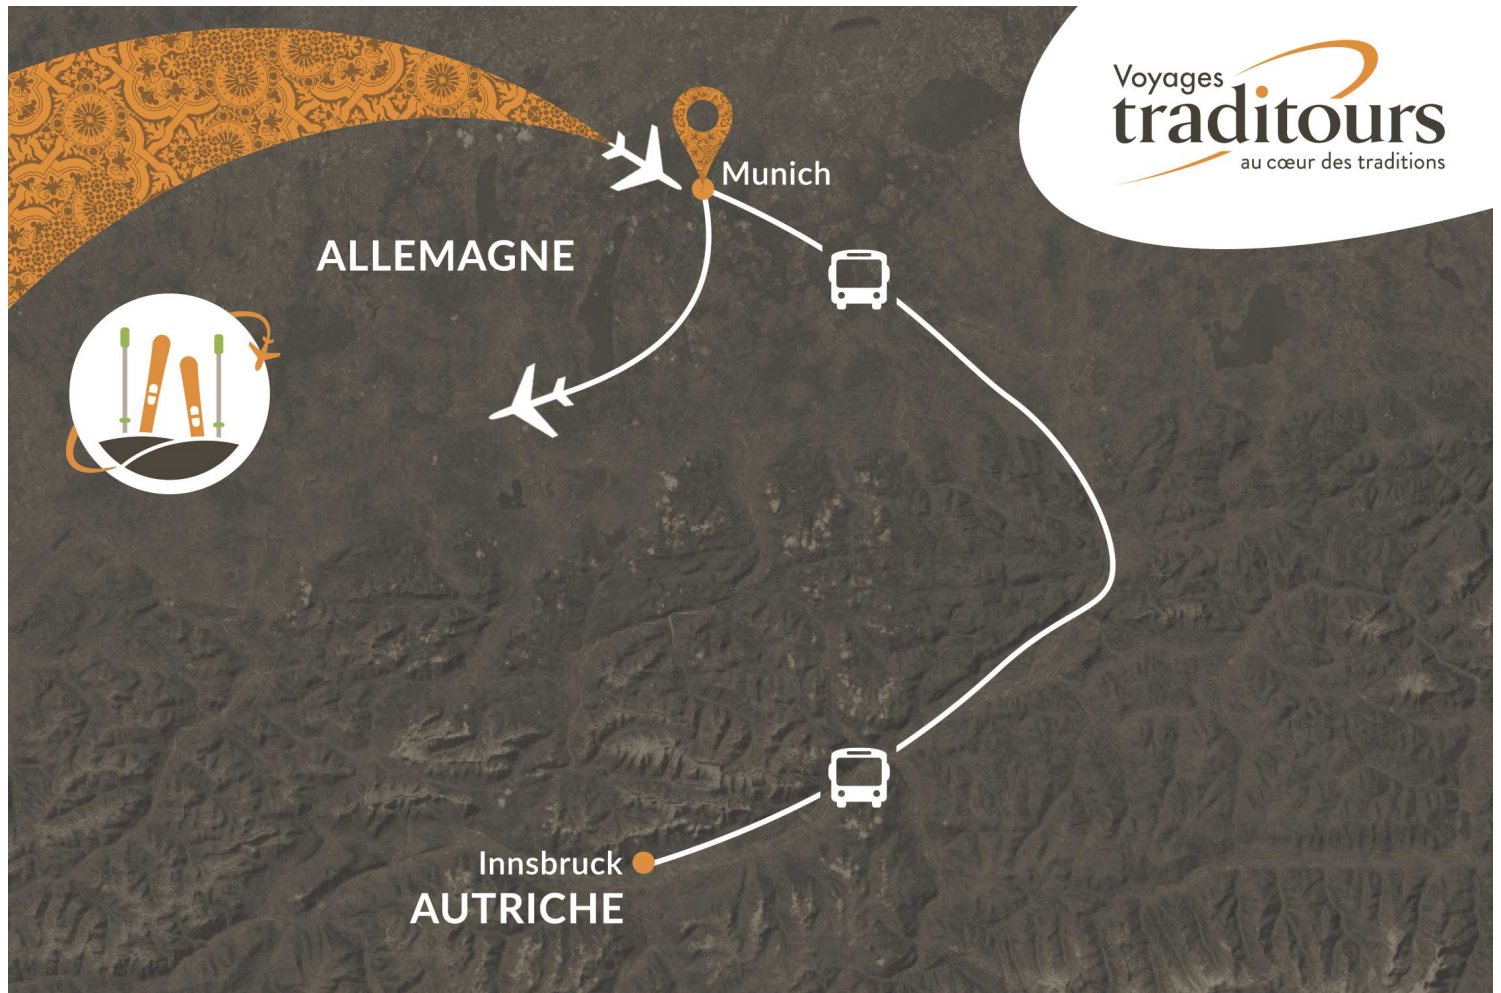 Voyages
traditours
au cœur des traditions
Munich
ALLEMAGNE
Innsbruck
AUTRICHE